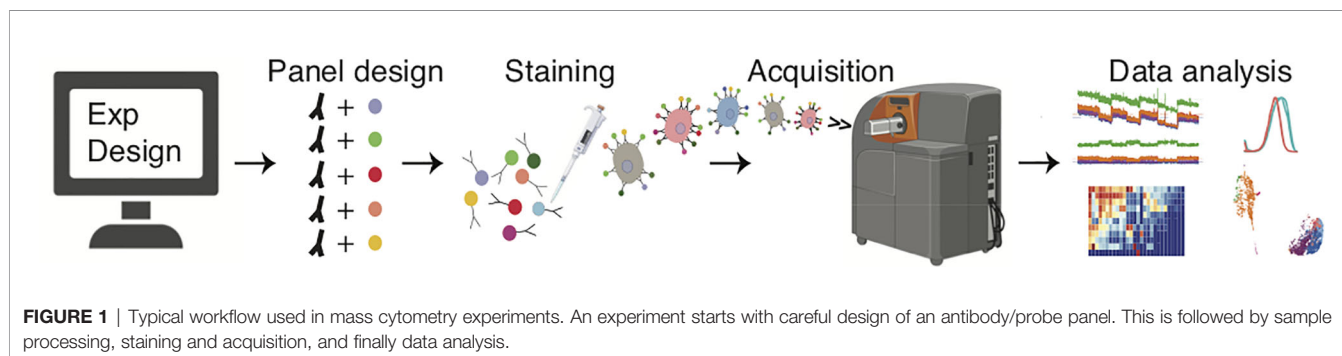 Exp
Design
Panel design
+
+
+
+
+
Staining
Acquisition
Data analysis
FIGURE 1 | Typical workflow used in mass cytometry experiments. An experiment starts with careful design of an antibody/probe panel. This is followed by sample
processing, staining and acquisition, and finally data analysis.